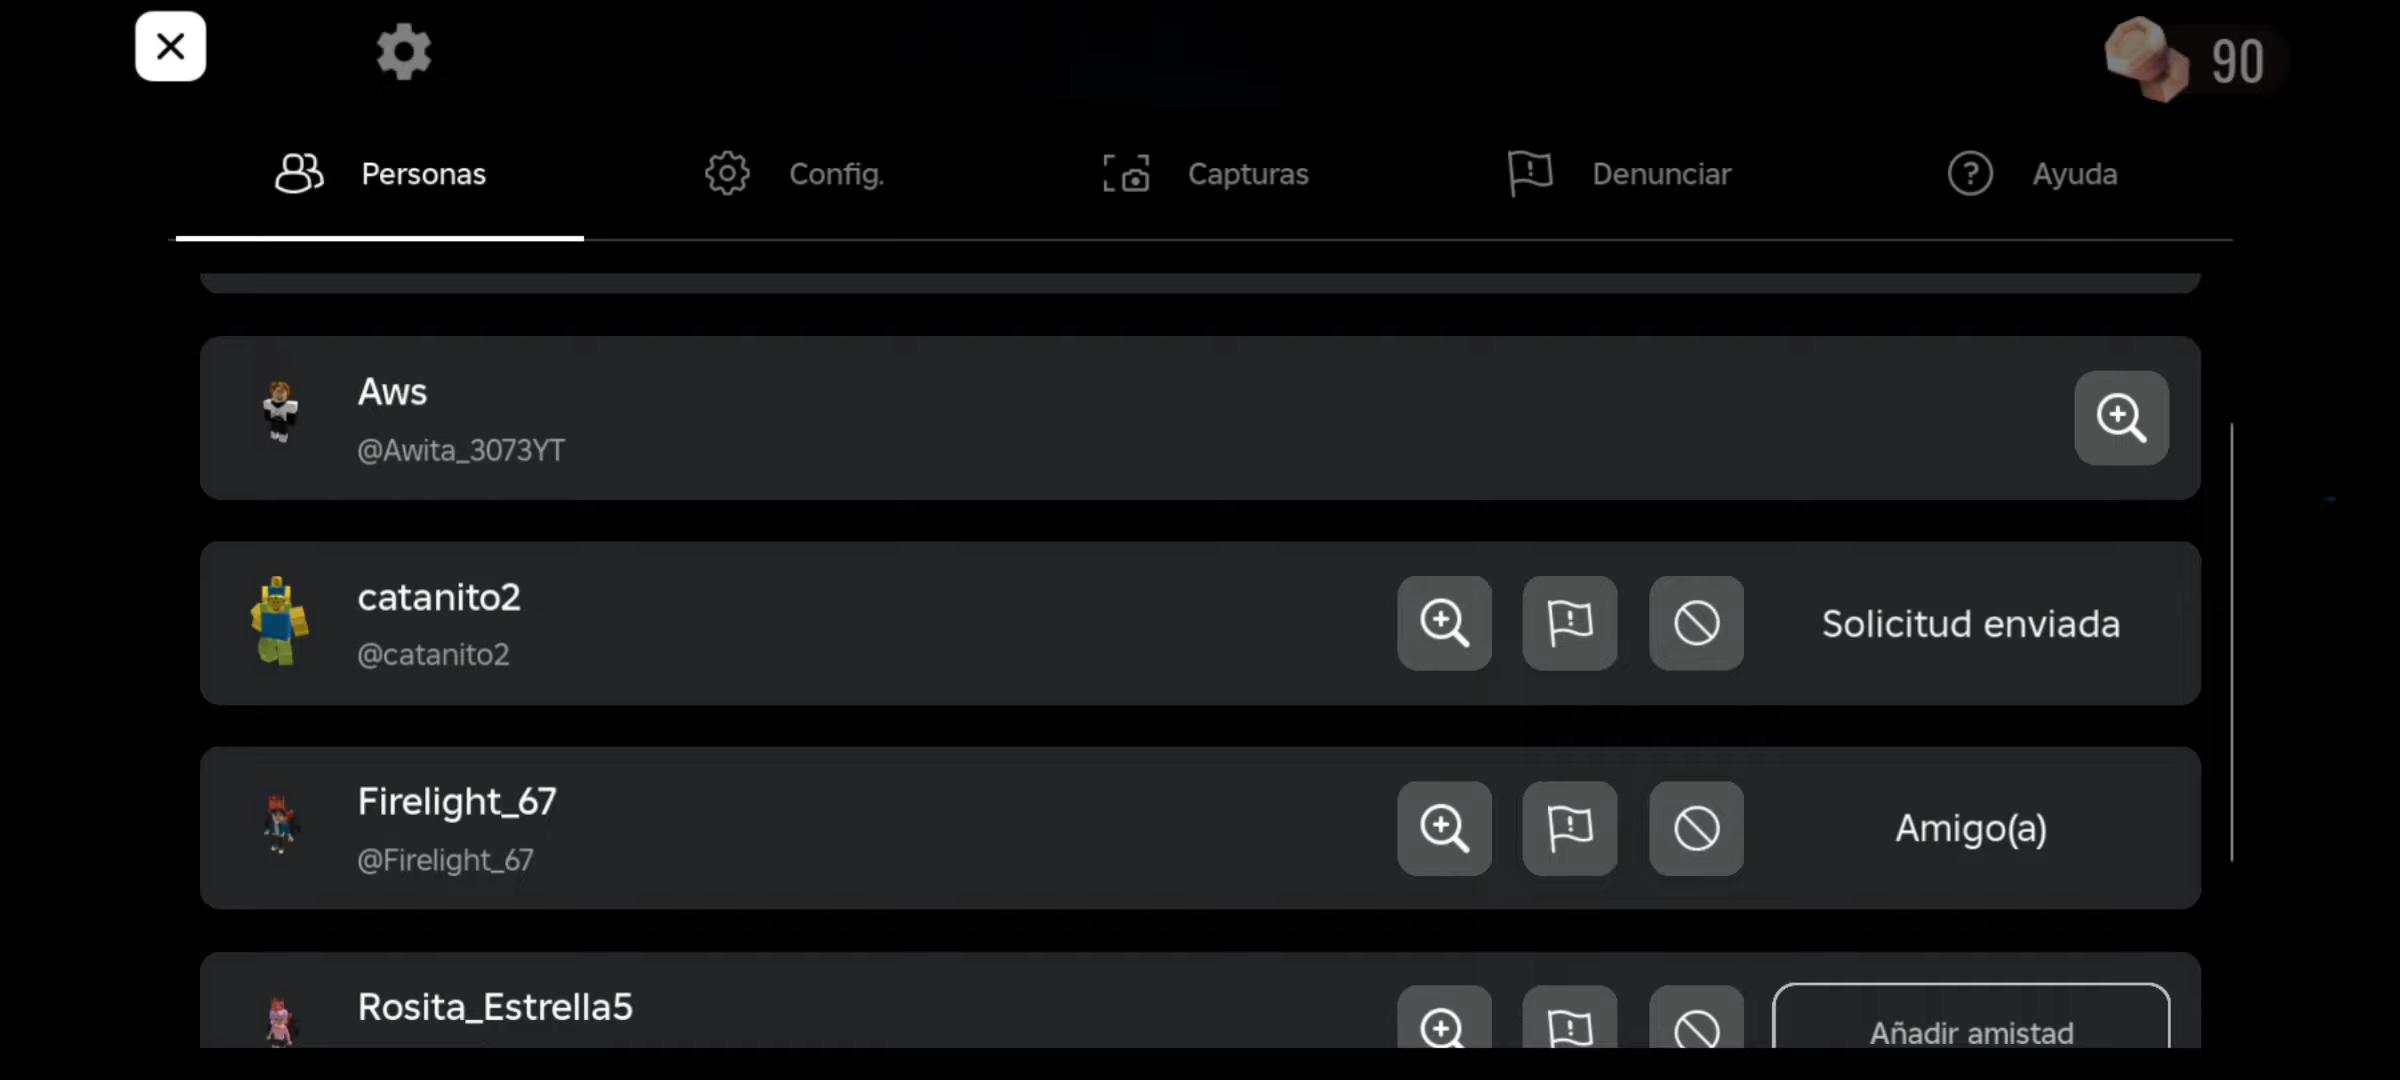 90
Personas
Config.
Capturas
Denunciar
Ayuda
Aws
@Awita_3073YT
catanito2
@catanito2
Solicitud enviada
Firelight_67
@Firelight_67
Amigo(a)
Rosita_Estrella5
Añadir amistad